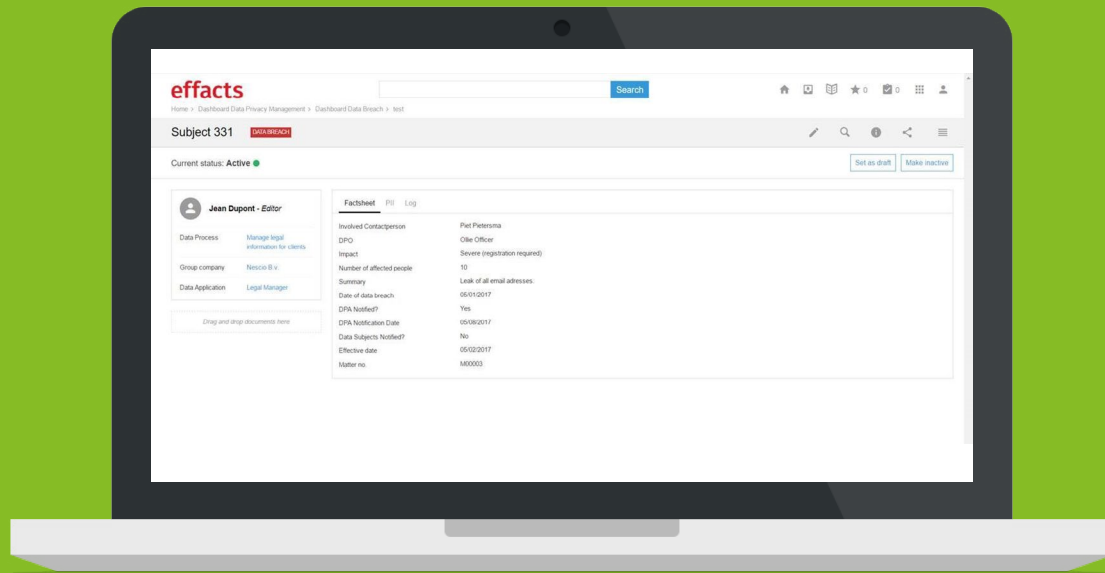 effacts
Search
0
0
Home > Dashboard Data Privacy Management > Dashboard Data Breach > test
Subject 331 DATA BREACH
Current status: Active
Set as draft
Make inactive
Jean Dupont - Editor
Data Process Manage legal
information for clients
Group company Nescio B.v.
Data Application Legal Manager
Drag and drop documents here
Factsheet PII Log
Involved Contactperson Piet Pietersma
DPO Ollie Officer
Impact Severe (registration required)
Number of affected people 10
Summary Leak of all email adresses.
Date of data breach 05/01/2017
DPA Notified? Yes
DPA Notification Date 05/08/2017
Data Subjects Notified? No
Effective date 05/02/2017
Matter no. M00003